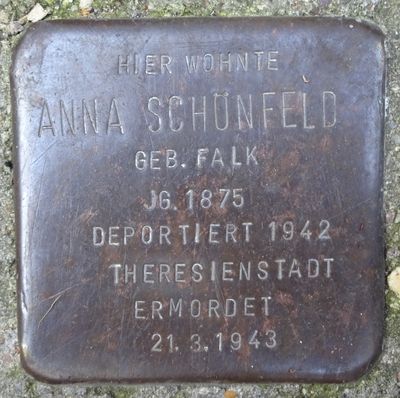 HIER WOHNTE
ANNA SCHÖNFELD
GEB. FALK
JG. 1875
DEPORTIERT 1942
THERESIENSTADT
ERMORDET
21. 3. 1943